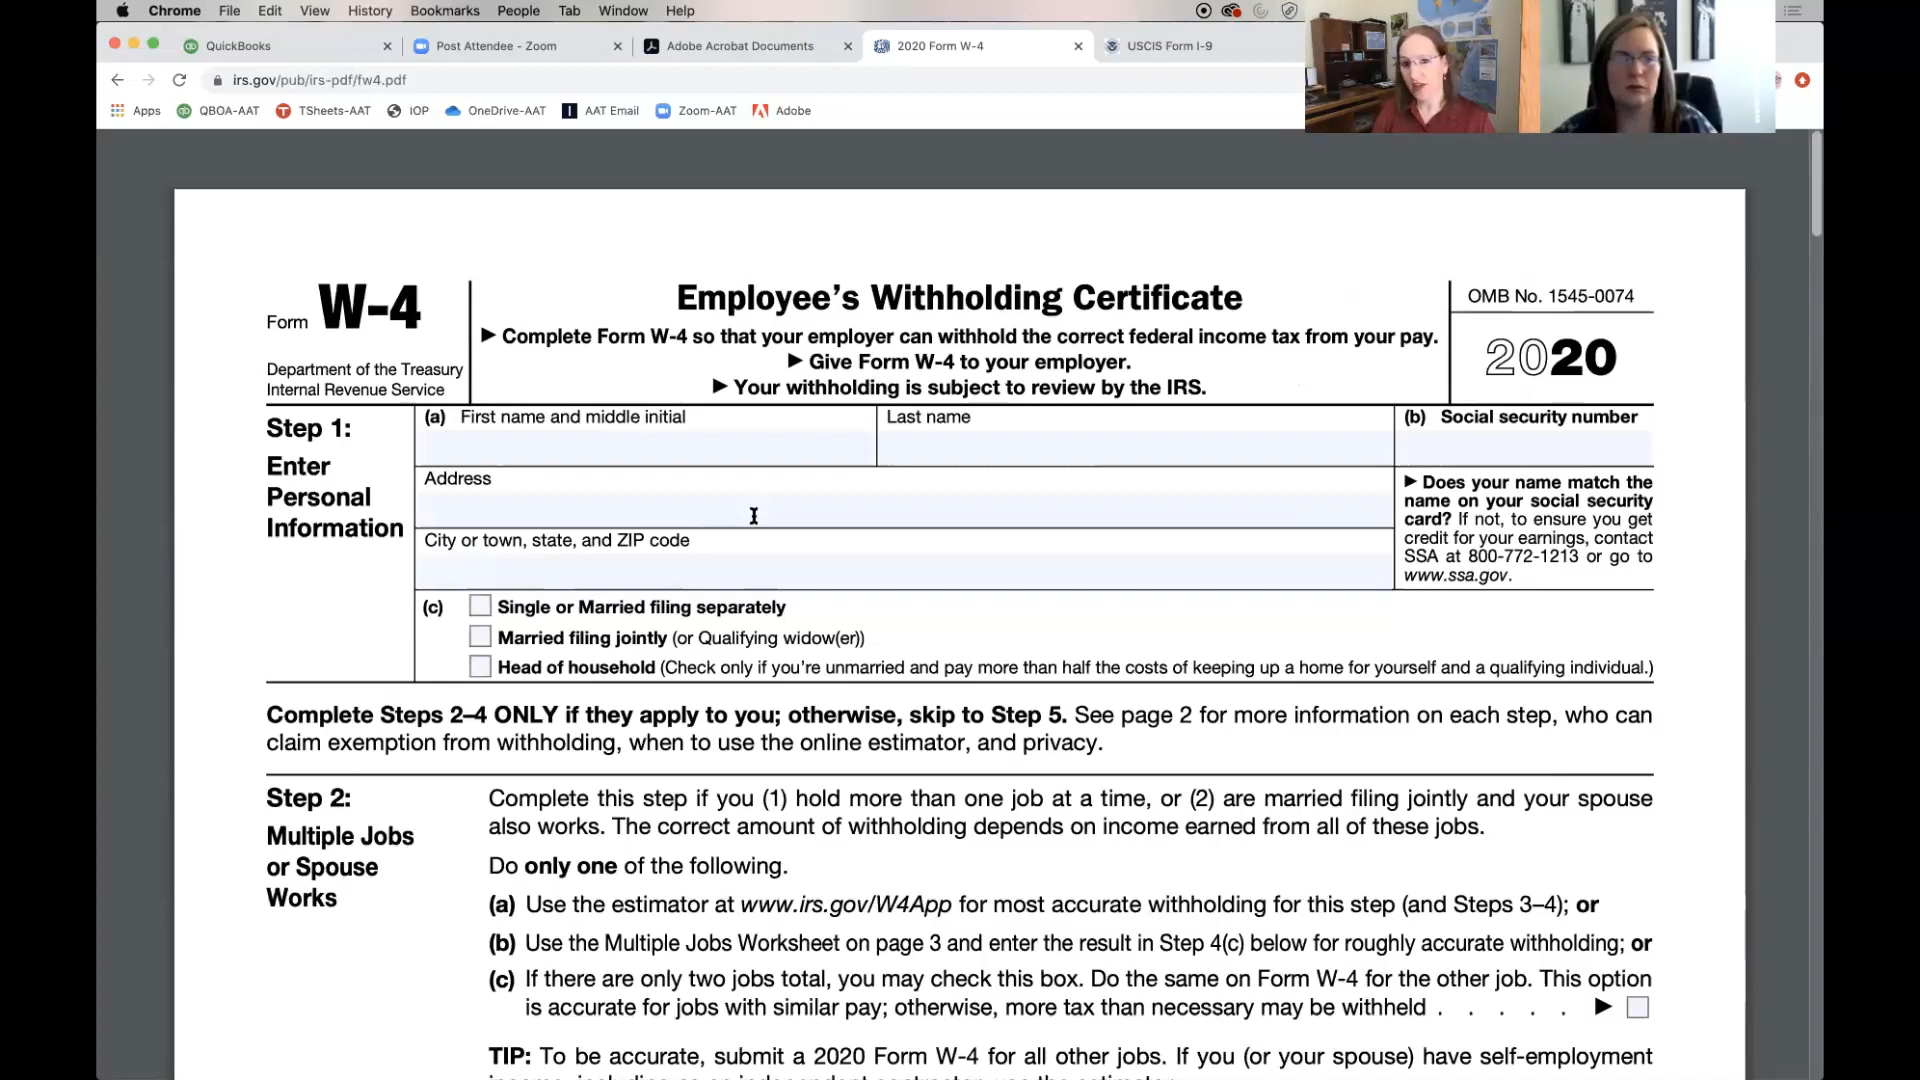 Chrome File Edit View History Bookmarks People Tab Window Help
QuickBooks Post Attendee - Zoom Adobe Acrobat Documents 2020 Form W-4 USCIS Form I-9
irs.gov/pub/irs-pdf/fw4.pdf
Apps QBOA-AAT TSheets-AAT IOP OneDrive-AAT AAT Email Zoom-AAT Adobe
Form W-4
Department of the Treasury
Internal Revenue Service
Employee's Withholding Certificate
▶ Complete Form W-4 so that your employer can withhold the correct federal income tax from your pay.
▶ Give Form W-4 to your employer.
▶ Your withholding is subject to review by the IRS.
OMB No. 1545-0074
2020
Step 1:
Enter
Personal
Information
(a) First name and middle initial
Last name
(b) Social security number
Address
City or town, state, and ZIP code
▶ Does your name match the
name on your social security
card? If not, to ensure you get
credit for your earnings, contact
SSA at 800-772-1213 or go to
www.ssa.gov.
(c) Single or Married filing separately
Married filing jointly (or Qualifying widow(er))
Head of household (Check only if you're unmarried and pay more than half the costs of keeping up a home for yourself and a qualifying individual.)
Complete Steps 2–4 ONLY if they apply to you; otherwise, skip to Step 5. See page 2 for more information on each step, who can
claim exemption from withholding, when to use the online estimator, and privacy.
Step 2:
Multiple Jobs
or Spouse
Works
Complete this step if you (1) hold more than one job at a time, or (2) are married filing jointly and your spouse
also works. The correct amount of withholding depends on income earned from all of these jobs.
Do only one of the following.
(a) Use the estimator at www.irs.gov/W4App for most accurate withholding for this step (and Steps 3–4); or
(b) Use the Multiple Jobs Worksheet on page 3 and enter the result in Step 4(c) below for roughly accurate withholding; or
(c) If there are only two jobs total, you may check this box. Do the same on Form W-4 for the other job. This option
is accurate for jobs with similar pay; otherwise, more tax than necessary may be withheld . . . . . ▶
TIP: To be accurate, submit a 2020 Form W-4 for all other jobs. If you (or your spouse) have self-employment